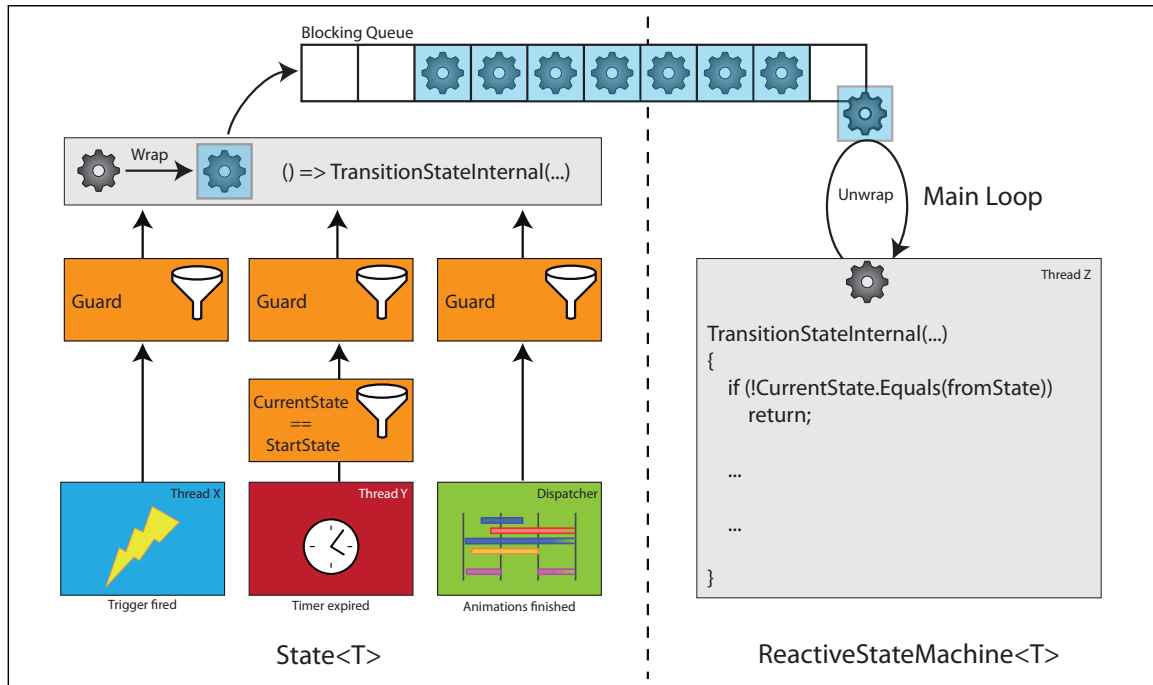 Blocking Queue
Wrap
() => TransitionStateInternal(...)
Unwrap
Main Loop
Guard
Guard
Guard
Thread Z
TransitionStateInternal(...)
{
if (!CurrentState.Equals(fromState))
return;
...
...
}
CurrentState
==
StartState
Thread X
Thread Y
Dispatcher
Trigger fired
Timer expired
Animations finished
State<T>
ReactiveStateMachine<T>